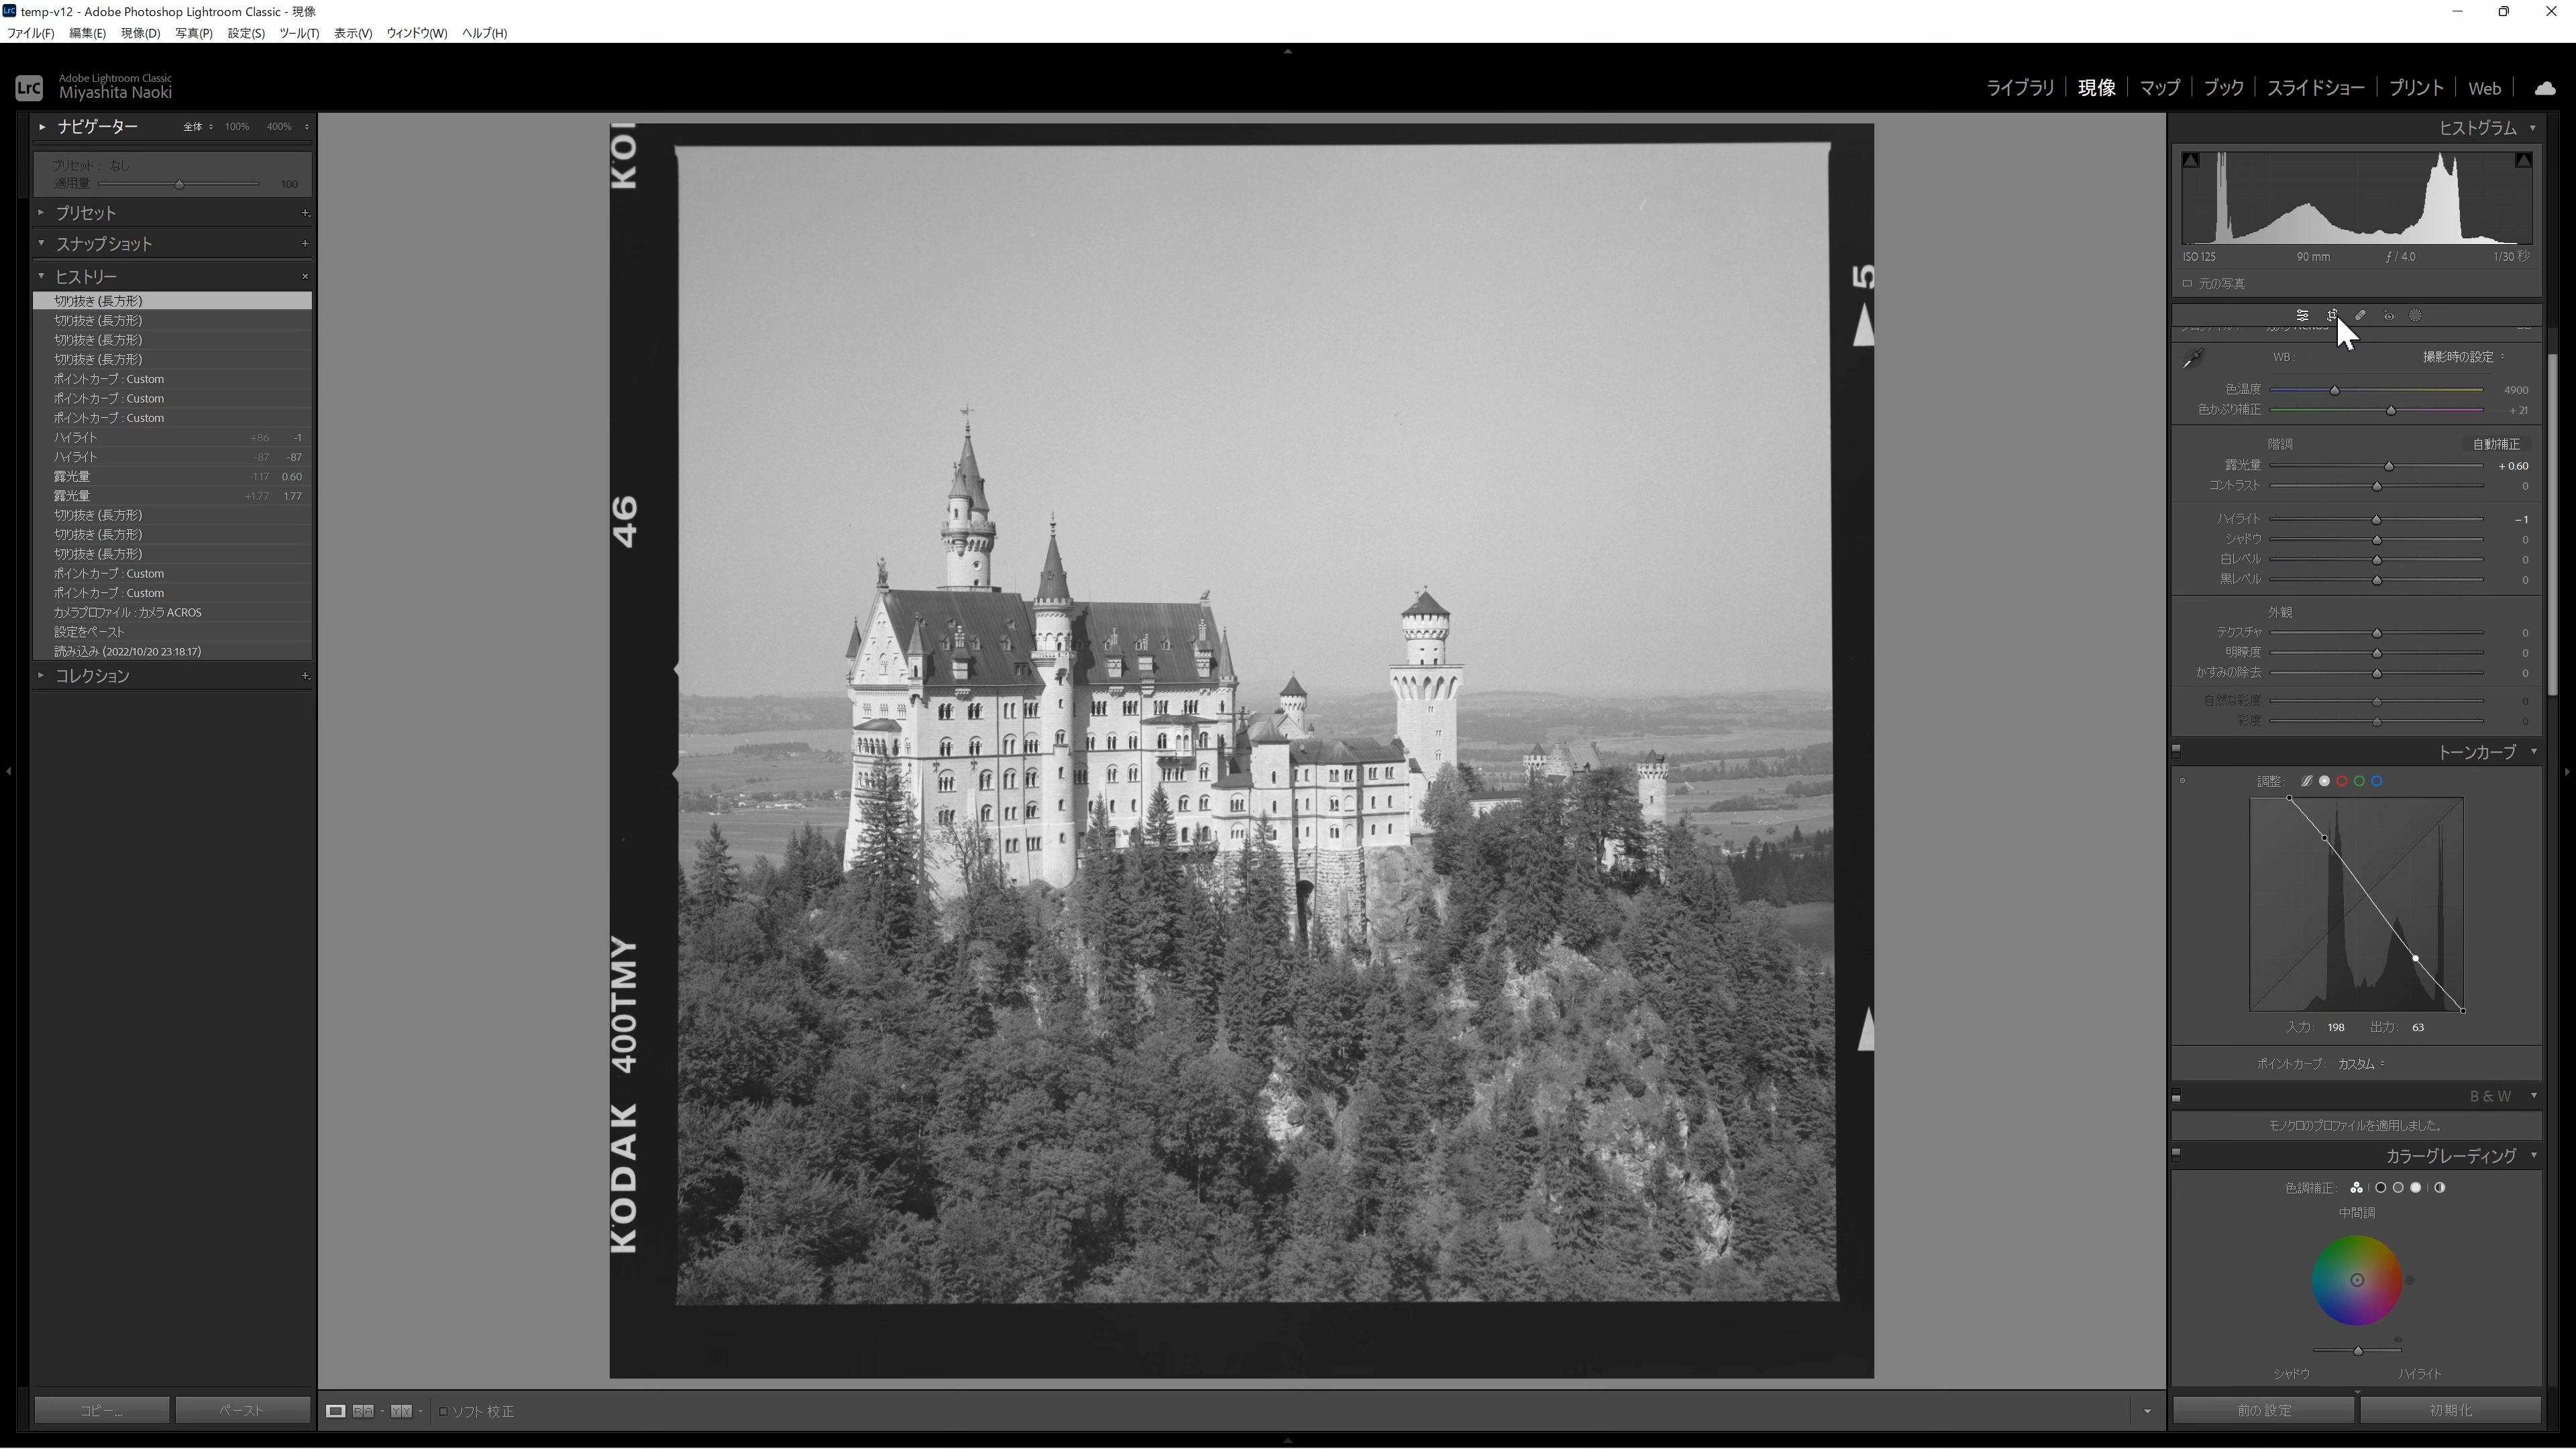 temp-v12 - Adobe Photoshop Lightroom Classic - 現像
ファイル(F) 編集(E) 現像(D) 写真(P) 設定(S) ツール(T) 表示(V) ウィンドウ(W) ヘルプ(H)
LrC
Adobe Lightroom Classic
Miyashita Naoki
ライブラリ | 現像 | マップ | ブック | スライドショー | プリント | Web
ナビゲーター 全体 100% 400%
プリセット : なし
適用量 100
プリセット
スナップショット
ヒストリー
切り抜き (長方形)
切り抜き (長方形)
切り抜き (長方形)
切り抜き (長方形)
ポイントカーブ : Custom
ポイントカーブ : Custom
ポイントカーブ : Custom
ハイライト +86 -1
ハイライト -87 -87
露光量 -1.17 0.60
露光量 +1.77 1.77
切り抜き (長方形)
切り抜き (長方形)
切り抜き (長方形)
ポイントカーブ : Custom
ポイントカーブ : Custom
カメラプロファイル : カメラ ACROS
設定をペースト
読み込み (2022/10/20 23:18:17)
コレクション
コピー...
ペースト
46
KODAK 400TMY
5
ソフト校正
ヒストグラム
ISO 125 90 mm ƒ / 4.0 1/30 秒
元の写真
WB : 撮影時の設定
色温度 4900
色かぶり補正 + 21
階調 自動補正
露光量 + 0.60
コントラスト 0
ハイライト - 1
シャドウ 0
白レベル 0
黒レベル 0
外観
テクスチャ 0
明瞭度 0
かすみの除去 0
自然な彩度 0
彩度 0
トーンカーブ
調整 :
入力 : 198 出力 : 63
ポイントカーブ : カスタム
B & W
モノクロのプロファイルを適用しました。
カラーグレーディング
色調補正 :
中間調
シャドウ ハイライト
前の設定
初期化